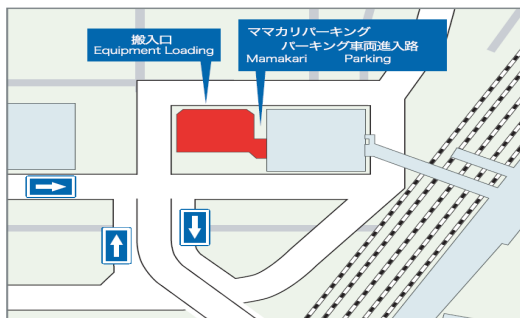 搬入口
Equipment Loading
ママカリパーキング
パーキング車両進入路
Mamakari Parking